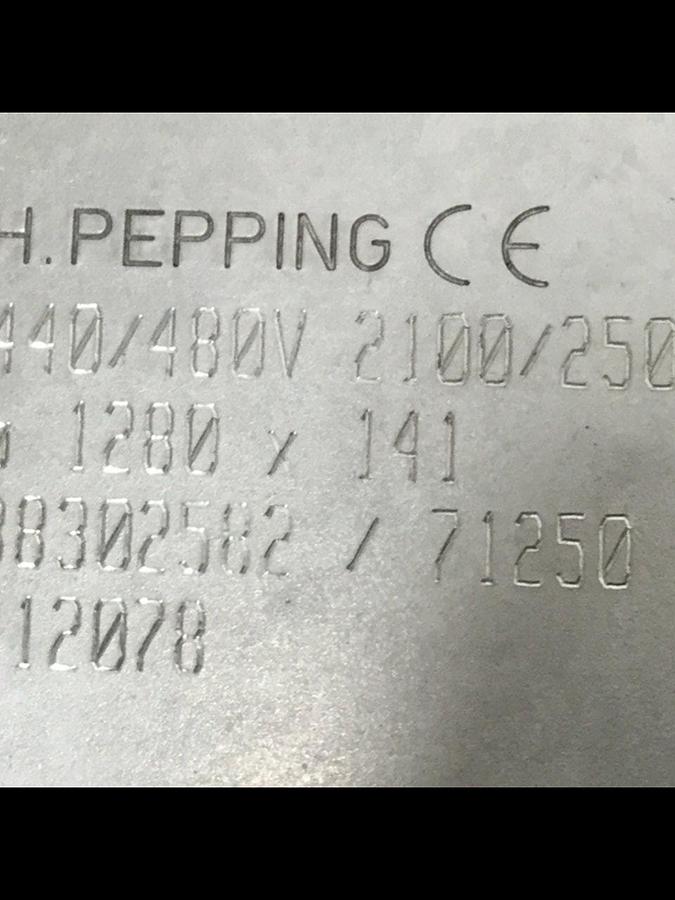 H.PEPPING CE
440/480V 2100/250
1280 x 141
38302582 / 71250
12078